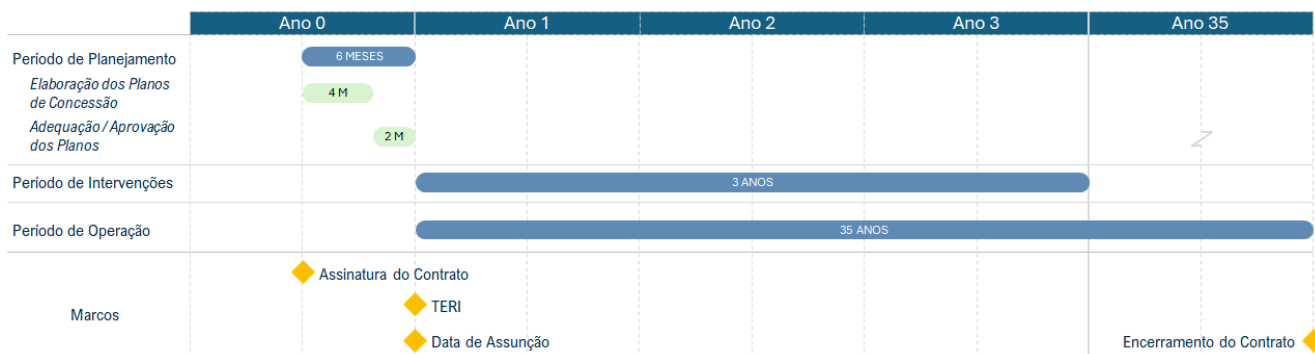 Ano 0 Ano 1 Ano 2 Ano 3 Ano 35
Período de Planejamento 6 MESES
Elaboração dos Planos
de Concessão
4 M
Adequação / Aprovação
dos Planos
2 M
Período de Intervenções 3 ANOS
Período de Operação 35 ANOS
Assinatura do Contrato
Marcos
TERI
Data de Assunção Encerramento do Contrato